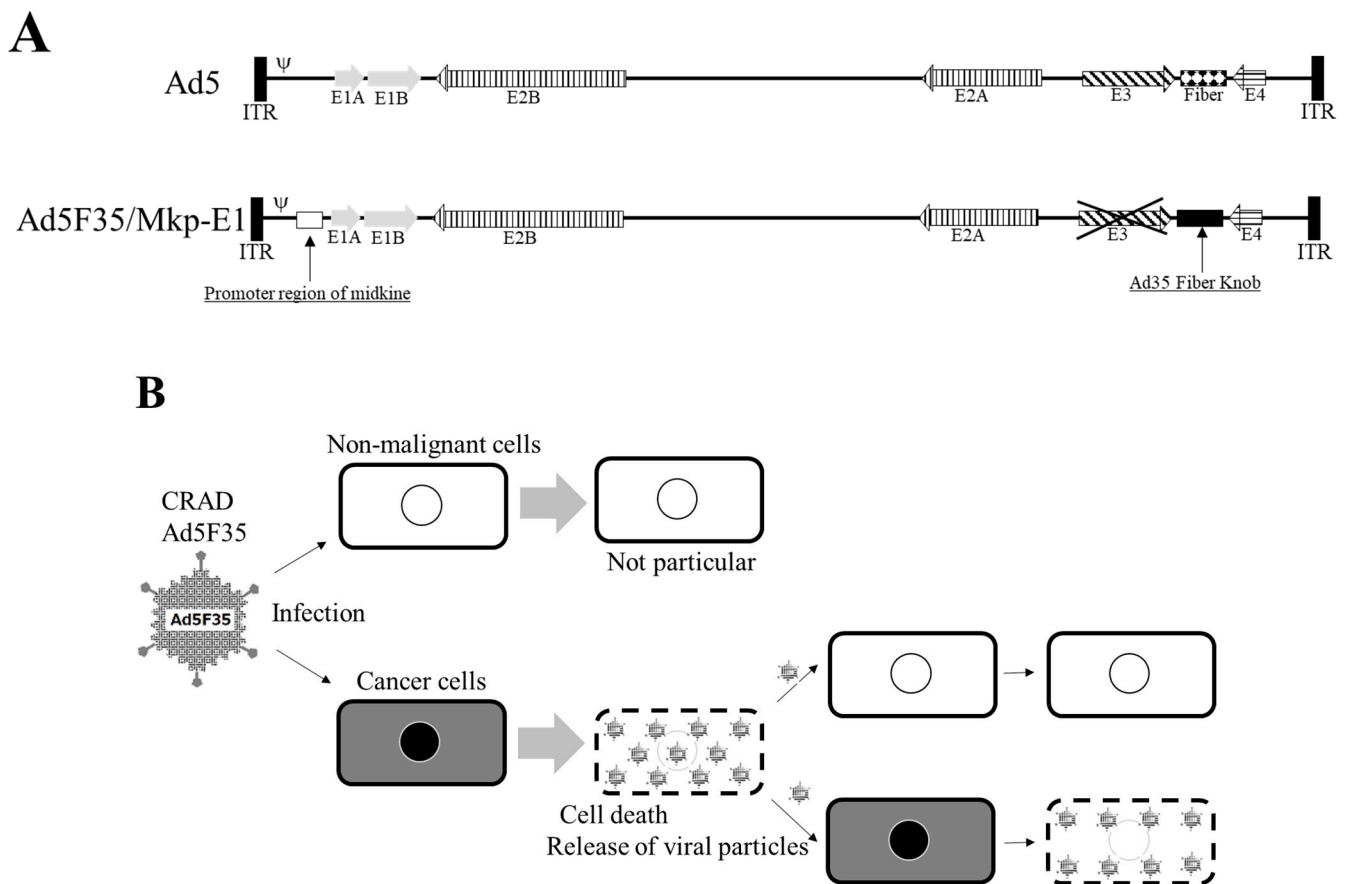 A
Ad5
ψ
ITR
E1A
E1B
E2B
E2A
E3
Fiber
E4
ITR
Ad5F35/Mkp-E1
ψ
ITR
E1A
E1B
E2B
E2A
E3
E4
ITR
Promoter region of midkine
Ad35 Fiber Knob
B
CRAD
Ad5F35
Ad5F35
Infection
Non-malignant cells
Not particular
Cancer cells
Cell death
Release of viral particles